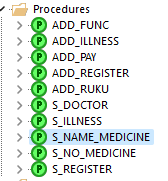 Procedures
P ADD_FUNC
P ADD_ILLNESS
P ADD_PAY
P ADD_REGISTER
P ADD_RUKU
P S_DOCTOR
P S_ILLNESS
P S_NAME_MEDICINE
P S_NO_MEDICINE
P S_REGISTER